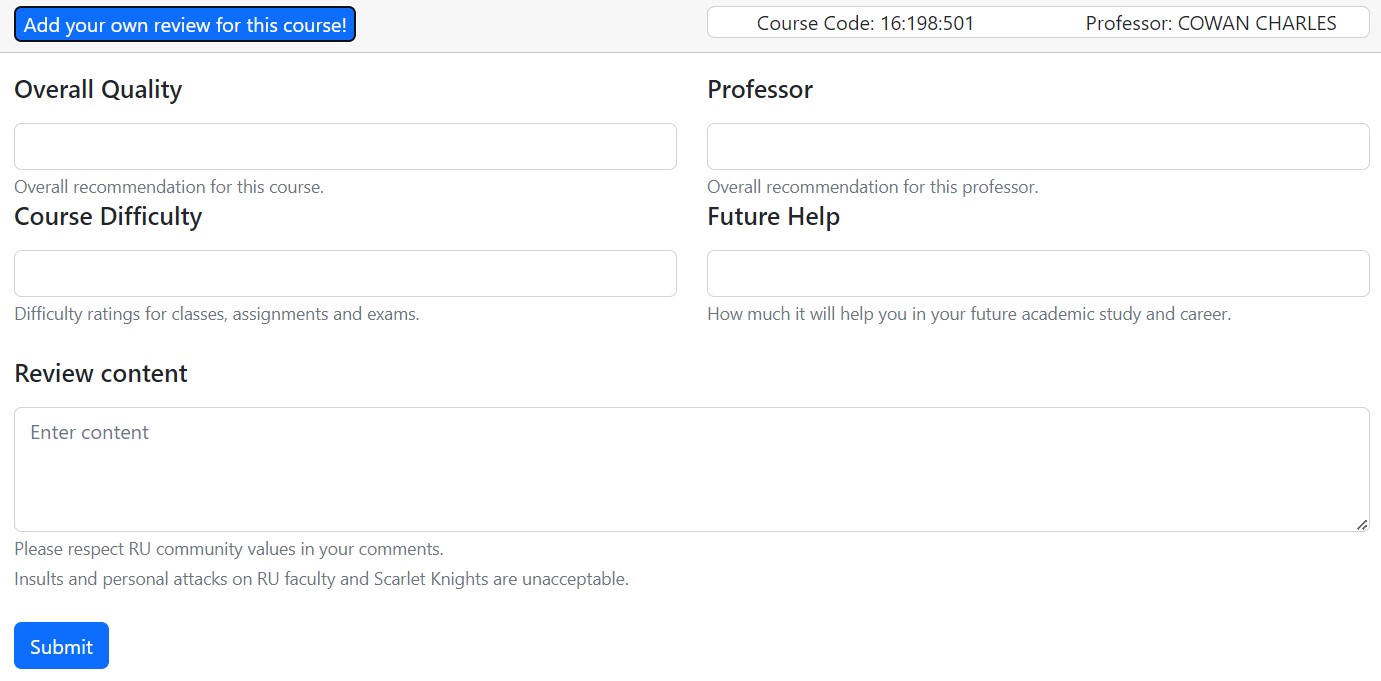 Add your own review for this course!
Course Code: 16:198:501 Professor: COWAN CHARLES
Overall Quality
Professor
Overall recommendation for this course.
Overall recommendation for this professor.
Course Difficulty
Future Help
Difficulty ratings for classes, assignments and exams.
How much it will help you in your future academic study and career.
Review content
Enter content
Please respect RU community values in your comments.
Insults and personal attacks on RU faculty and Scarlet Knights are unacceptable.
Submit